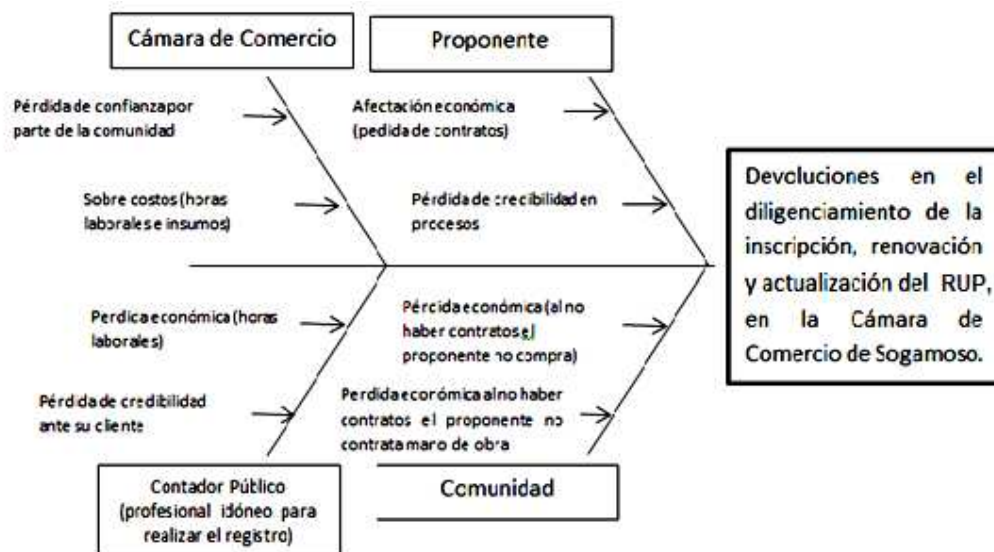 Cámara de Comercio
Proponente
Pérdida de confianza por
parte de la comunidad
Afectación económica
(pedida de contratos)
Sobre costos (horas
laborales e insumos)
Pérdida de credibilidad en
procesos
Devoluciones en el
diligenciamiento de la
inscripción, renovación
y actualización del RUP,
en la Cámara de
Comercio de Sogamoso.
Perdica económica (horas
laborales)
Pércida económica (al no
haber contratos el
proponente no compra)
Pérdida de credibilidad
ante su cliente
Perdida económica al no haber
contratos el proponente no
contrata mano de obra
Contador Público
(profesional idóneo para
realizar el registro)
Comunidad